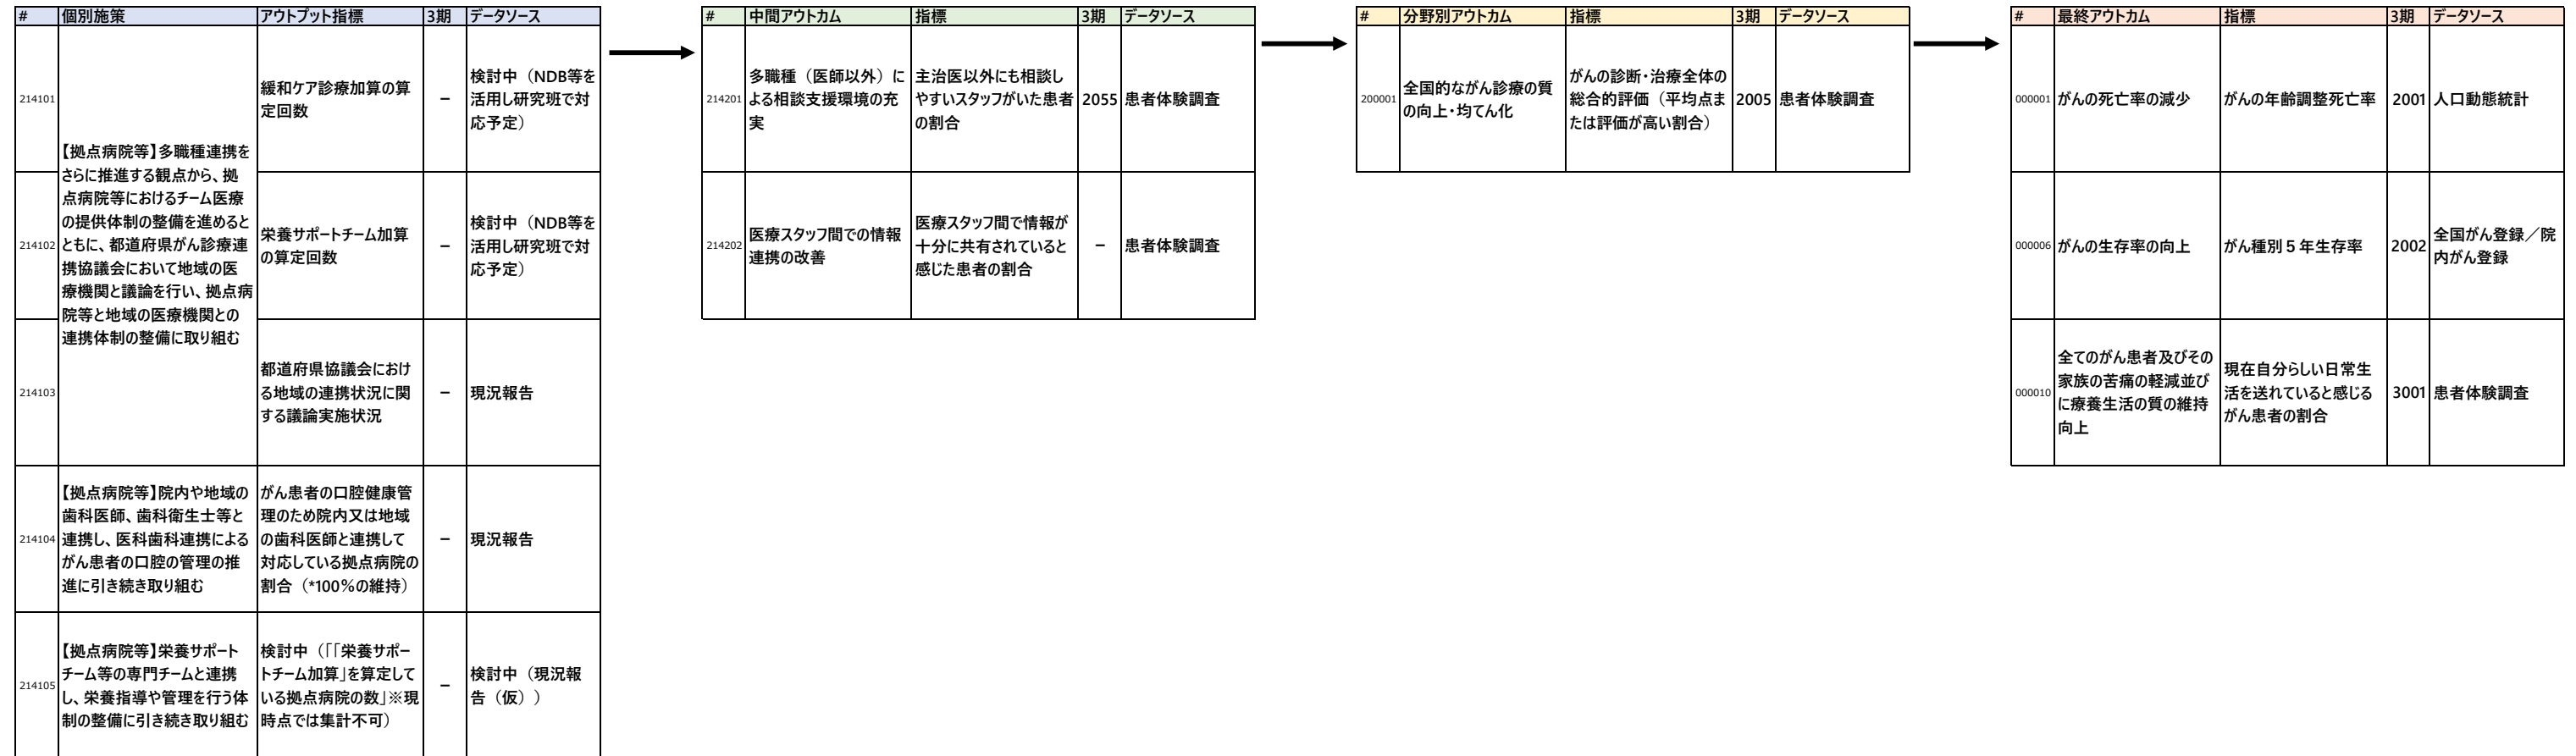 # 個別施策 アウトプット指標 3期 データソース
214101
【拠点病院等】多職種連携を
さらに推進する観点から、拠
点病院等におけるチーム医療
の提供体制の整備を進めると
ともに、都道府県がん診療連
携協議会において地域の医
療機関と議論を行い、拠点病
院等と地域の医療機関との
連携体制の整備に取り組む
緩和ケア診療加算の算
定回数
－
検討中（NDB等を
活用し研究班で対
応予定）
214102
栄養サポートチーム加算
の算定回数
－
検討中（NDB等を
活用し研究班で対
応予定）
214103
都道府県協議会におけ
る地域の連携状況に関
する議論実施状況
－
現況報告
214104
【拠点病院等】院内や地域の
歯科医師、歯科衛生士等と
連携し、医科歯科連携による
がん患者の口腔の管理の推
進に引き続き取り組む
がん患者の口腔健康管
理のため院内又は地域
の歯科医師と連携して
対応している拠点病院の
割合（*100％の維持）
－
現況報告
214105
【拠点病院等】栄養サポート
チーム等の専門チームと連携
し、栄養指導や管理を行う体
制の整備に引き続き取り組む
検討中（「「栄養サポー
トチーム加算」を算定して
いる拠点病院の数」※現
時点では集計不可）
－
検討中（現況報
告（仮））
# 中間アウトカム 指標 3期 データソース
214201
多職種（医師以外）に
よる相談支援環境の充
実
主治医以外にも相談し
やすいスタッフがいた患者
の割合
2055
患者体験調査
214202
医療スタッフ間での情報
連携の改善
医療スタッフ間で情報が
十分に共有されていると
感じた患者の割合
－
患者体験調査
# 分野別アウトカム 指標 3期 データソース
200001
全国的ながん診療の質
の向上・均てん化
がんの診断・治療全体の
総合的評価（平均点ま
たは評価が高い割合）
2005
患者体験調査
# 最終アウトカム 指標 3期 データソース
000001
がんの死亡率の減少
がんの年齢調整死亡率
2001
人口動態統計
000006
がんの生存率の向上
がん種別５年生存率
2002
全国がん登録／院
内がん登録
000010
全てのがん患者及びその
家族の苦痛の軽減並び
に療養生活の質の維持
向上
現在自分らしい日常生
活を送れていると感じる
がん患者の割合
3001
患者体験調査